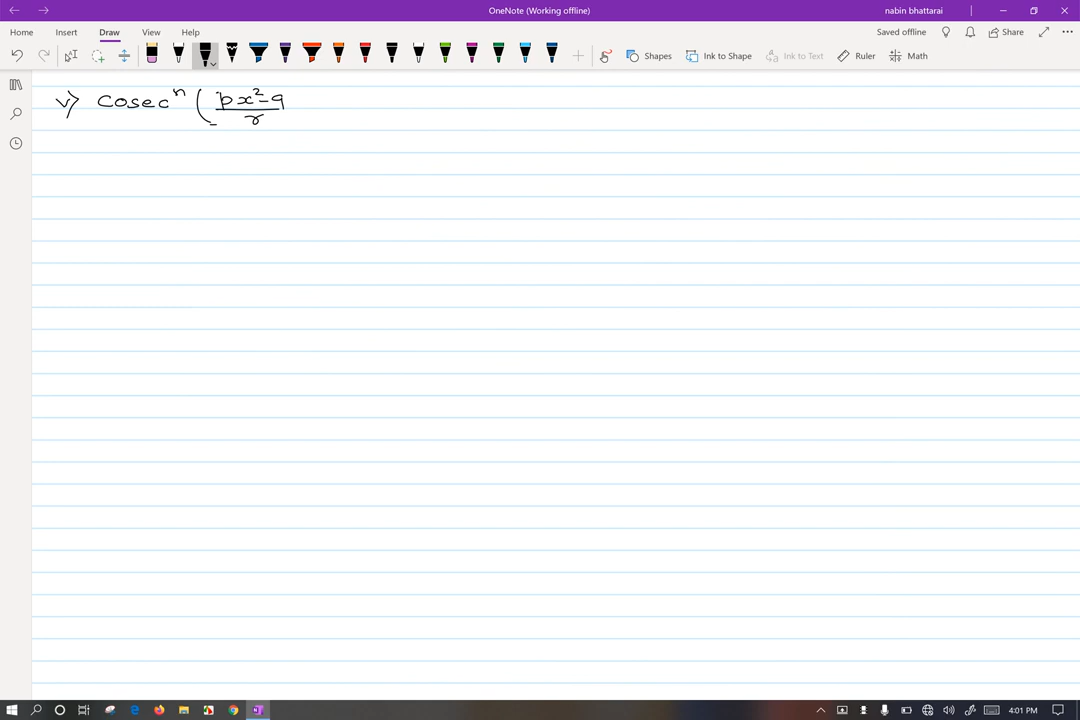 OneNote (Working offline)
nabin bhattarai
Home Insert Draw View Help
Saved offline
Share
Shapes
Ink to Shape
Ink to Text
Ruler
Math
v) cosecⁿ ( px²-q
r
4:01 PM